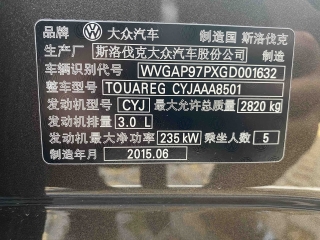 品牌 大众汽车 制造国 斯洛伐克
生产厂 斯洛伐克大众汽车股份公司
车辆识别代号 WVGAP97PXGD001632
整车型号 TOUAREG CYJAAA8501
发动机型号 CYJ 最大允许总质量 2820 kg
发动机排量 3.0 L
发动机最大净功率 235 kW 乘坐人数 5
制造年月 2015.06